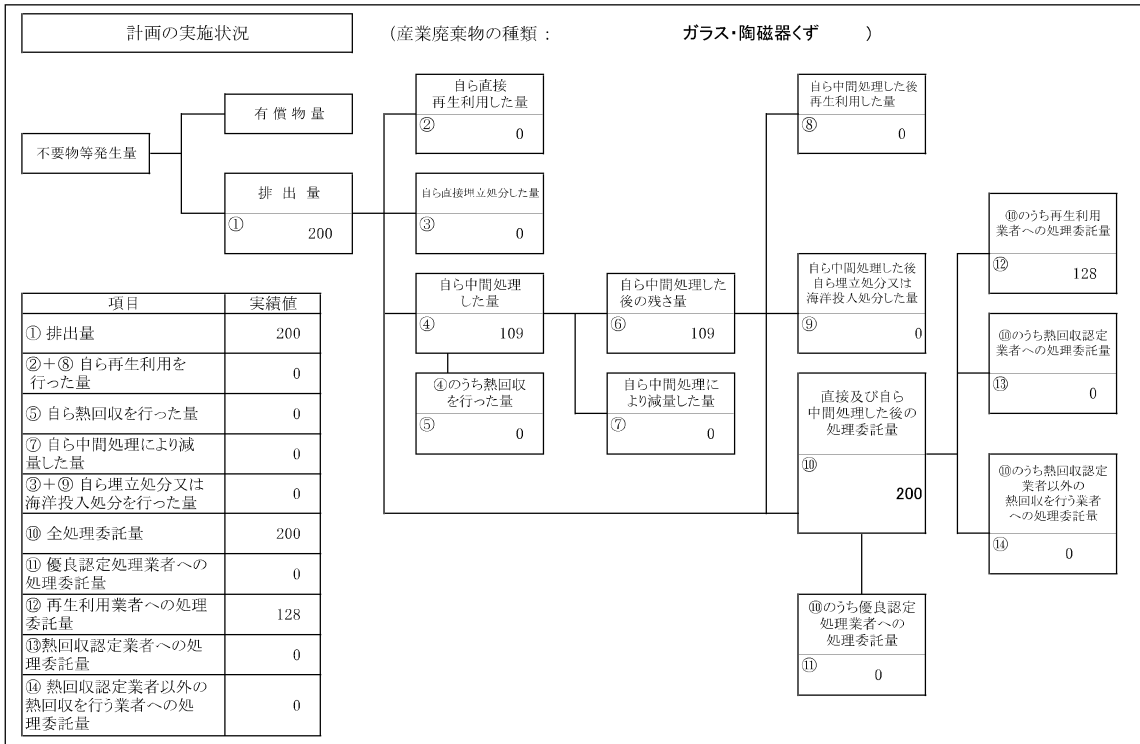 計画の実施状況
(産業廃棄物の種類： ガラス・陶磁器くず )
不要物等発生量
有償物量
排出量
①
200
自ら直接
再生利用した量
②
0
自ら直接埋立処分した量
③
0
自ら中間処理
した量
④
109
④のうち熱回収
を行った量
⑤
0
自ら中間処理した
後の残さ量
⑥
109
自ら中間処理に
より減量した量
⑦
0
自ら中間処理した後
再生利用した量
⑧
0
自ら中間処理した後
自ら埋立処分又は
海洋投入処分した量
⑨
0
直接及び自ら
中間処理した後の
処理委託量
⑩
200
⑩のうち優良認定
処理業者への
処理委託量
⑪
0
⑩のうち再生利用
業者への処理委託量
⑫
128
⑩のうち熱回収認定
業者への処理委託量
⑬
0
⑩のうち熱回収認定
業者以外の
熱回収を行う業者
への処理委託量
⑭
0
項目 実績値
① 排出量 200
②＋⑧ 自ら再生利用を
行った量 0
⑤ 自ら熱回収を行った量 0
⑦ 自ら中間処理により減
量した量 0
③＋⑨ 自ら埋立処分又は
海洋投入処分を行った量 0
⑩ 全処理委託量 200
⑪ 優良認定処理業者への
処理委託量 0
⑫ 再生利用業者への処理
委託量 128
⑬熱回収認定業者への処
理委託量 0
⑭ 熱回収認定業者以外の
熱回収を行う業者への処
理委託量 0